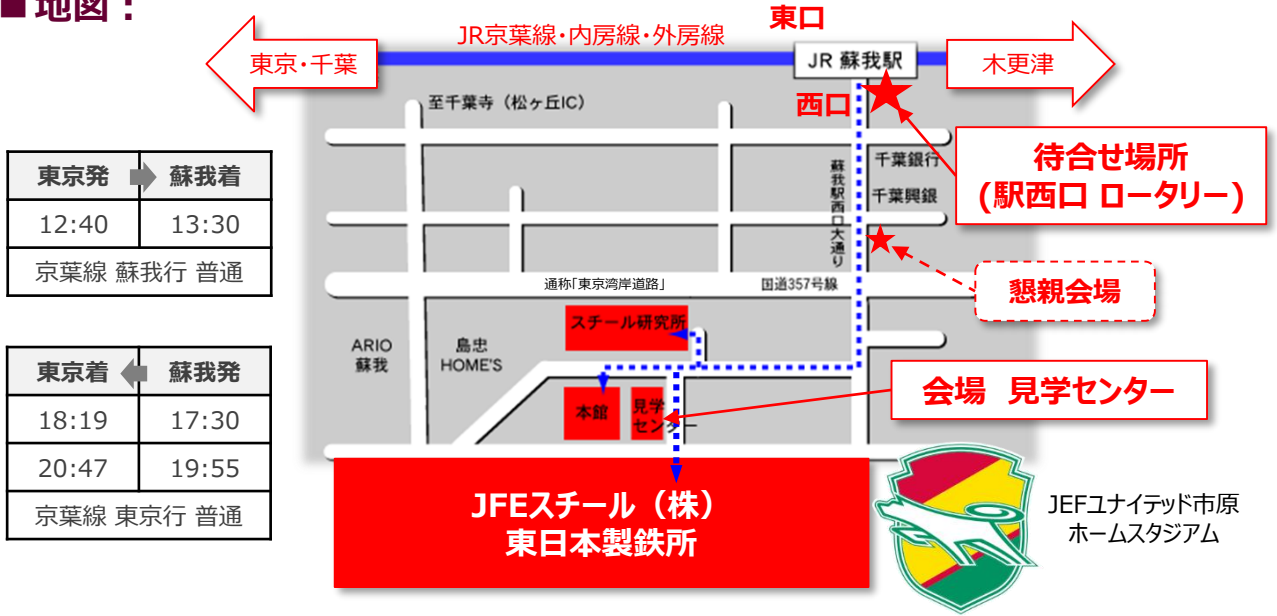 ■地図：
東口
JR京葉線・内房線・外房線
東京・千葉
JR 蘇我駅
木更津
西口
至千葉寺（松ヶ丘IC）
待合せ場所
(駅西口 ロータリー)
千葉銀行
千葉興銀
蘇我駅西口大通り
東京発 蘇我着
12:40 13:30
京葉線 蘇我行 普通
懇親会場
通称「東京湾岸道路」
国道357号線
スチール研究所
ARIO
蘇我
島忠
HOME'S
東京着 蘇我発
18:19 17:30
20:47 19:55
京葉線 東京行 普通
会場 見学センター
本館
見学
センター
JFEスチール（株）
東日本製鉄所
JEFユナイテッド市原
ホームスタジアム